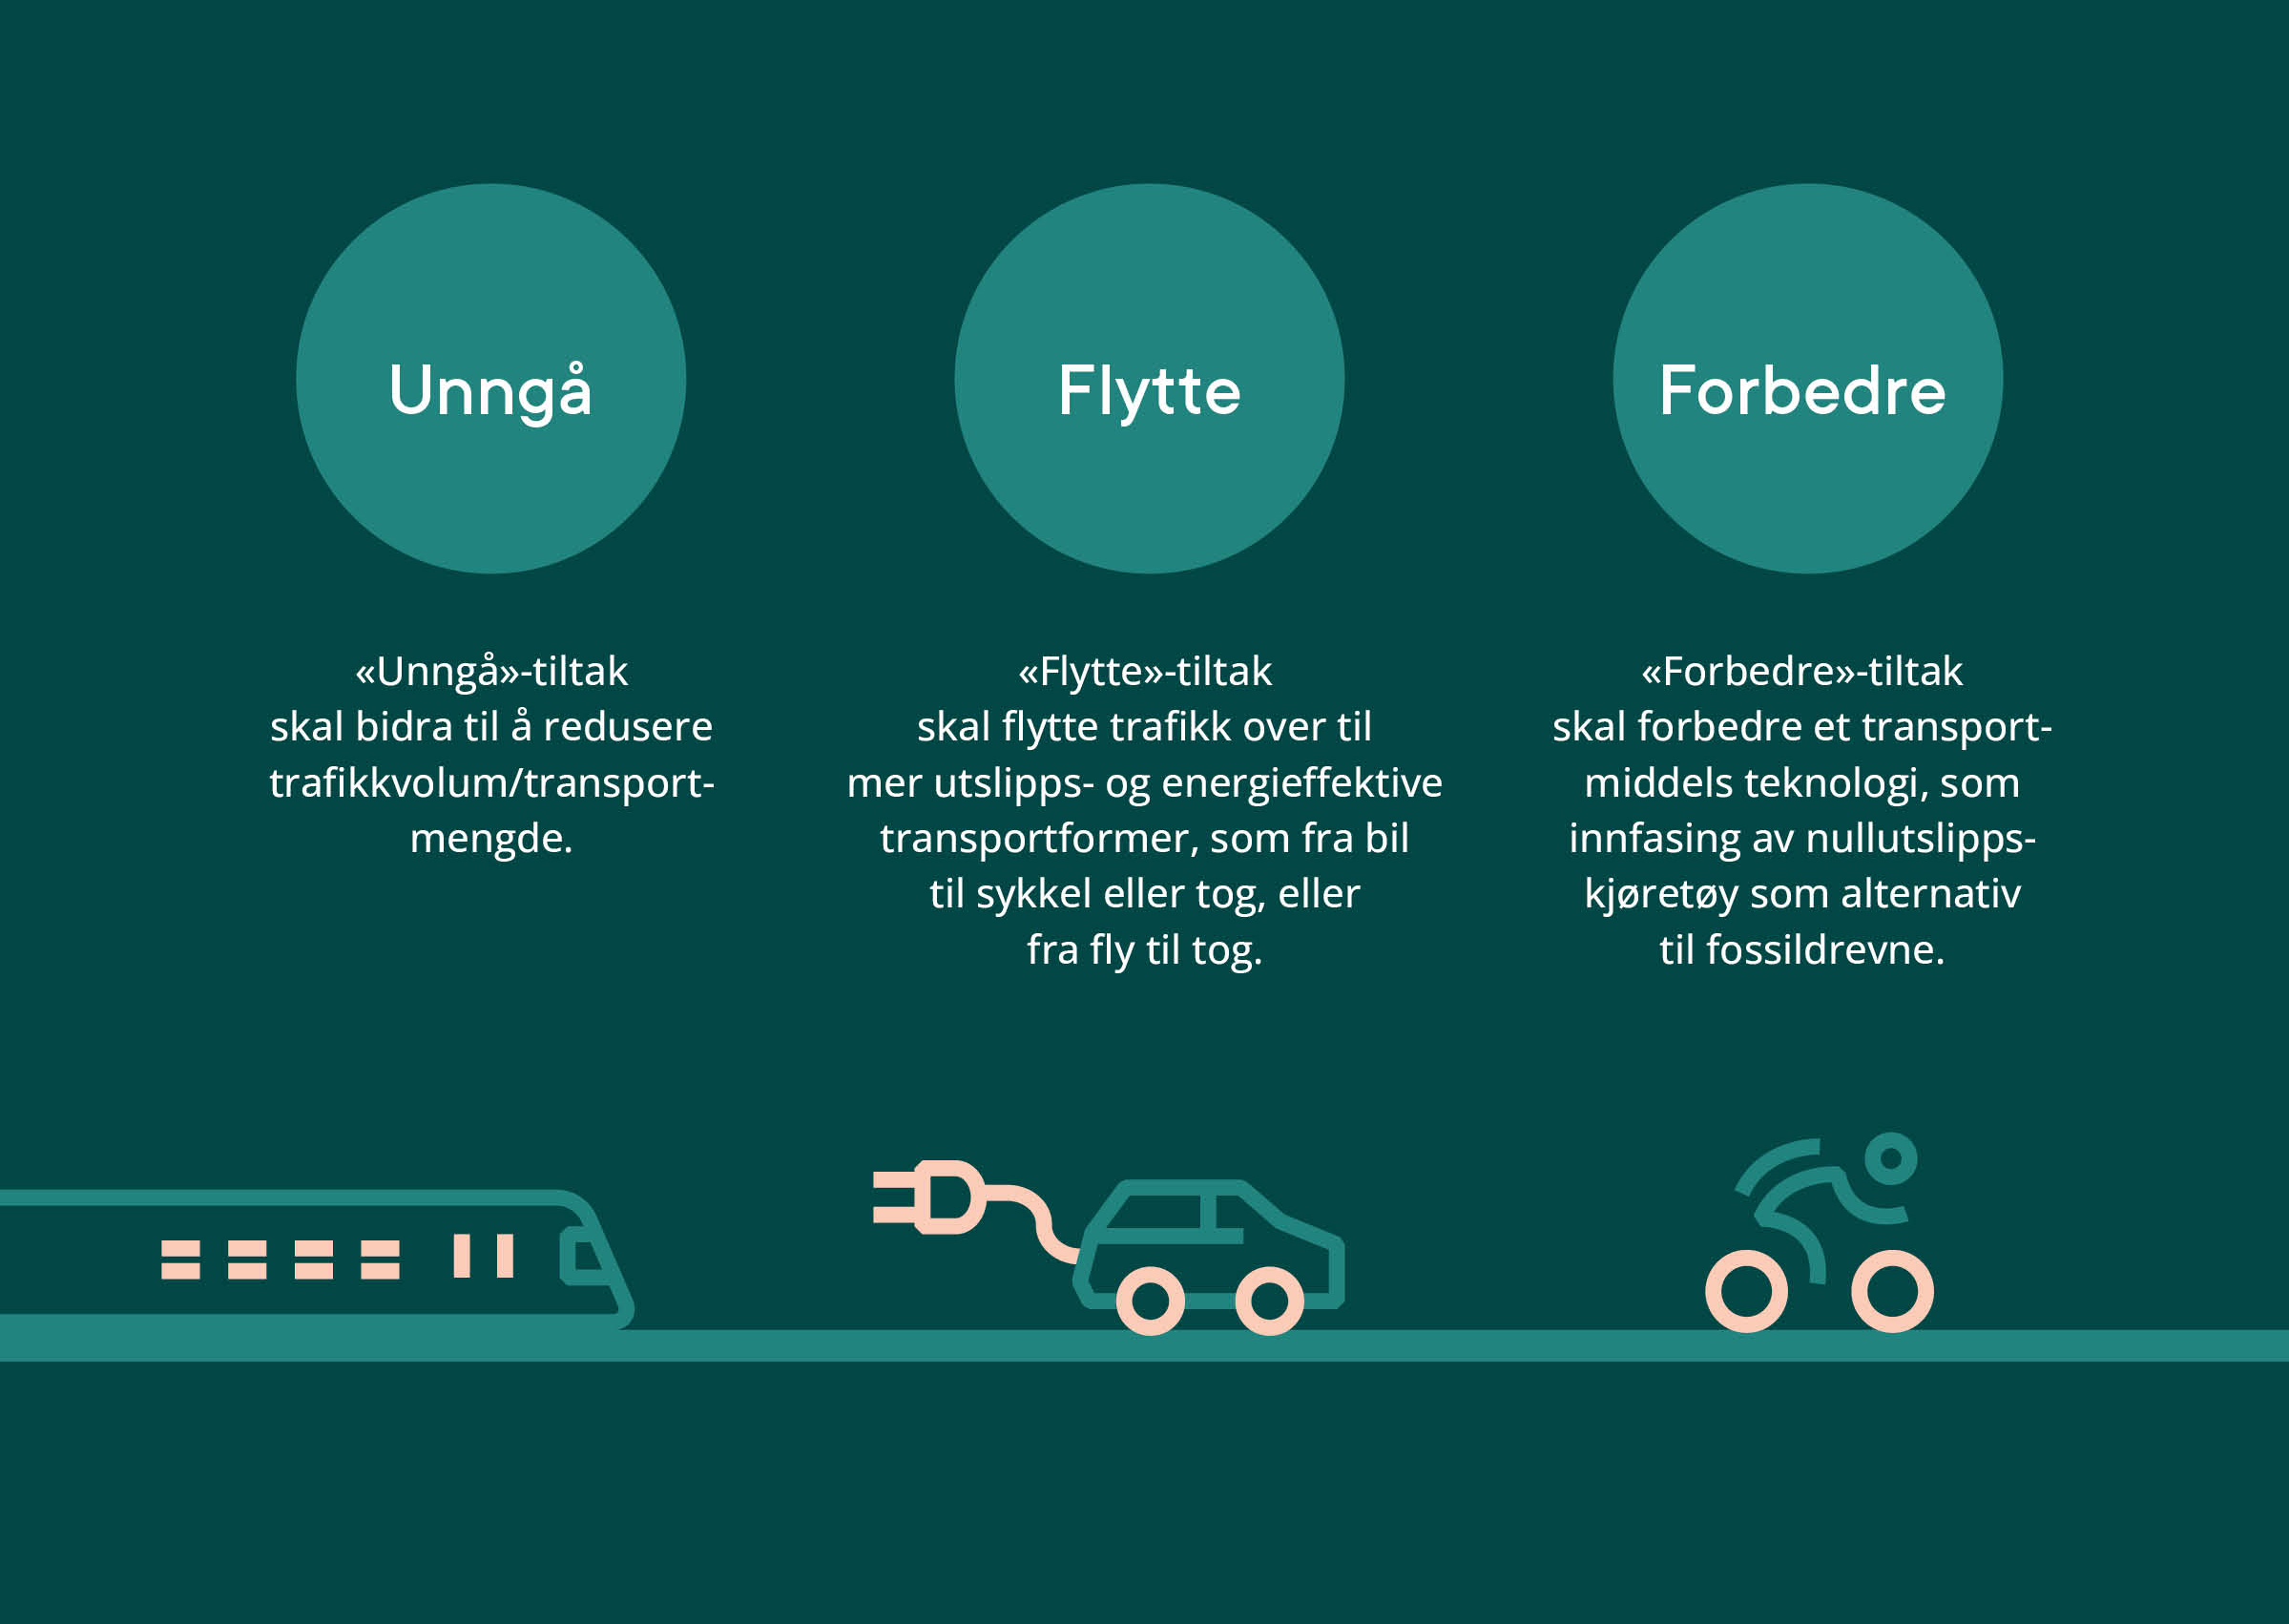 Unngå
«Unngå»-tiltak
skal bidra til å redusere
trafikkvolum/transport-
mengde.
Flytte
«Flytte»-tiltak
skal flytte trafikk over til
mer utslipps- og energieffektive
transportformer, som fra bil
til sykkel eller tog, eller
fra fly til tog.
Forbedre
«Forbedre»-tiltak
skal forbedre et transport-
middels teknologi, som
innfasing av nullutslipps-
kjøretøy som alternativ
til fossildrevne.